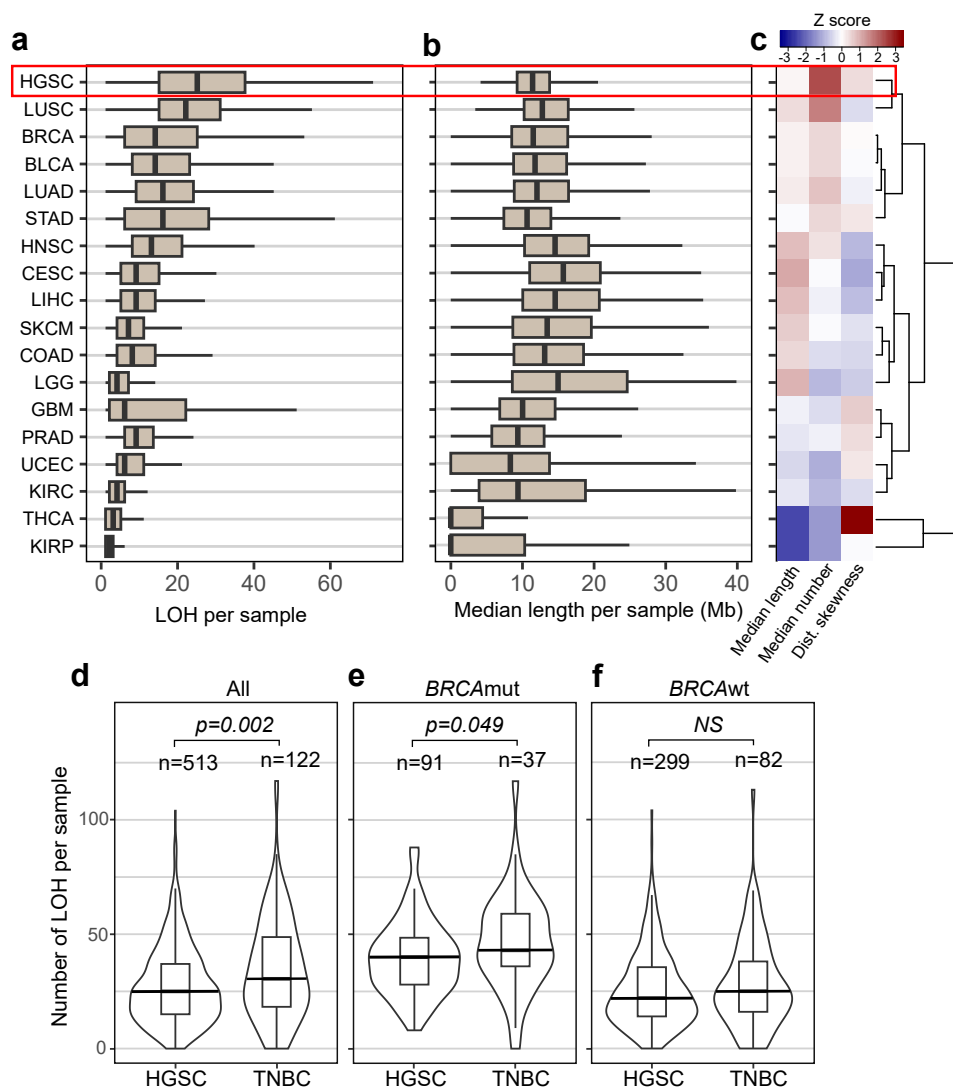 a
b
c
Z score
-3 -2 -1 0 1 2 3
HGSC
LUSC
BRCA
BLCA
LUAD
STAD
HNSC
CESC
LIHC
SKCM
COAD
LGG
GBM
PRAD
UCEC
KIRC
THCA
KIRP
0 20 40 60
LOH per sample
0 10 20 30 40
Median length per sample (Mb)
Median length
Median number
Dist. skewness
d
All
e
BRCAmut
f
BRCAwt
p=0.002
p=0.049
NS
n=513 n=122
n=91 n=37
n=299 n=82
Number of LOH per sample
100
50
0
HGSC TNBC
HGSC TNBC
HGSC TNBC